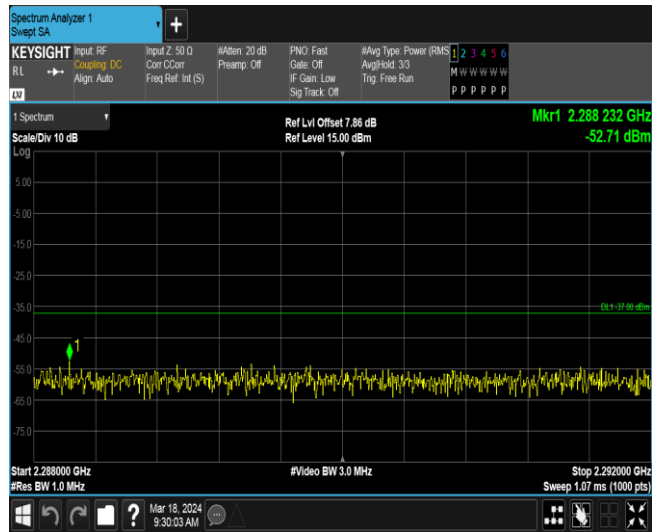 Spectrum Analyzer 1
Swept SA
+
KEYSIGHT Input: RF Input Z: 50 Ω #Atten: 20 dB PNO: Fast #Avg Type: Power (RMS 1 2 3 4 5 6
RL Coupling: DC Corr CCorr Preamp: Off Gate: Off Avg|Hold: 3/3 M W W W W W
Align: Auto Freq Ref: Int (S) IF Gain: Low Trig: Free Run
Sig Track: Off P P P P P P
LXI
1 Spectrum Ref Lvl Offset 7.86 dB Mkr1 2.288 232 GHz
Scale/Div 10 dB Ref Level 15.00 dBm -52.71 dBm
Log
5.00
-5.00
-15.0
-25.0
-35.0 DL1 -37.00 dBm
-45.0
1
-55.0
-65.0
-75.0
Start 2.288000 GHz #Video BW 3.0 MHz Stop 2.292000 GHz
#Res BW 1.0 MHz Sweep 1.07 ms (1000 pts)
? Mar 18, 2024
9:30:03 AM